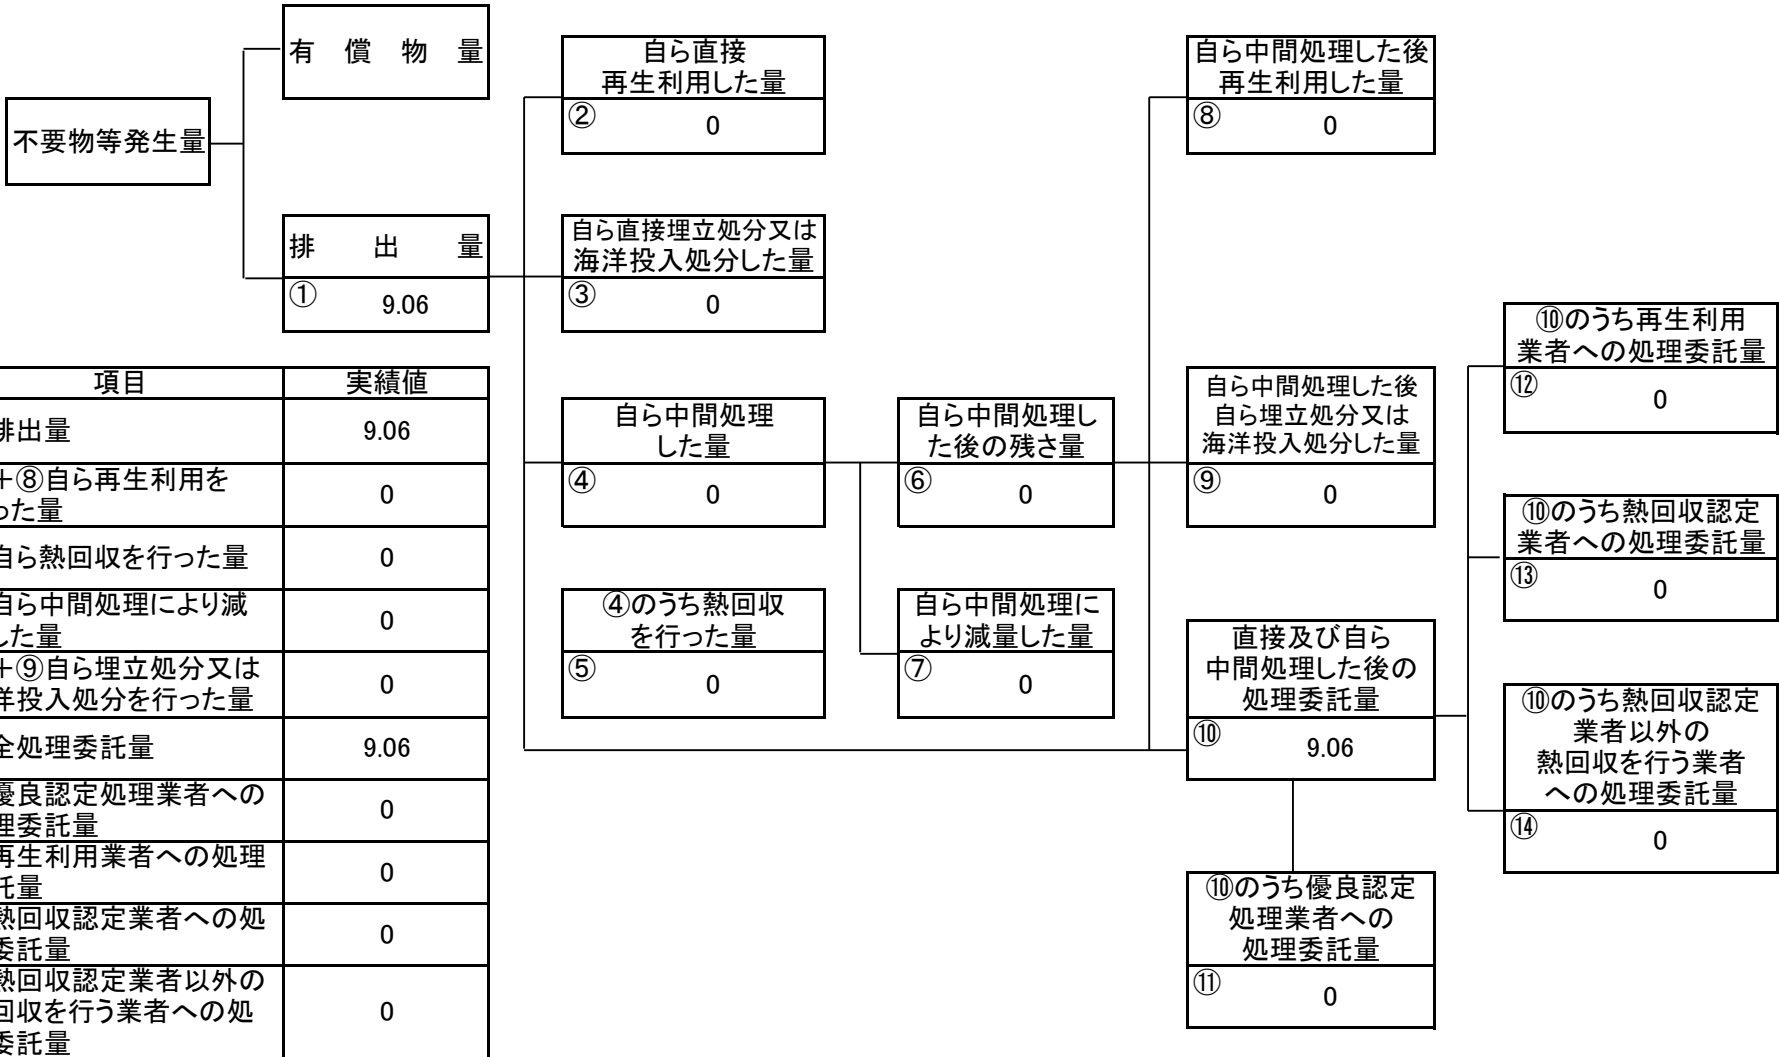 有償物量
不要物等発生量
排出量
①
9.06
自ら直接
再生利用した量
②
0
自ら直接埋立処分又は
海洋投入処分した量
③
0
自ら中間処理
した量
④
0
④のうち熱回収
を行った量
⑤
0
自ら中間処理し
た後の残さ量
⑥
0
自ら中間処理に
より減量した量
⑦
0
自ら中間処理した後
再生利用した量
⑧
0
自ら中間処理した後
自ら埋立処分又は
海洋投入処分した量
⑨
0
直接及び自ら
中間処理した後の
処理委託量
⑩
9.06
⑩のうち優良認定
処理業者への
処理委託量
⑪
0
⑩のうち再生利用
業者への処理委託量
⑫
0
⑩のうち熱回収認定
業者への処理委託量
⑬
0
⑩のうち熱回収認定
業者以外の
熱回収を行う業者
への処理委託量
⑭
0
項目 実績値
排出量
9.06
+⑧自ら再生利用を
った量
0
自ら熱回収を行った量
0
自ら中間処理により減
した量
0
+⑨自ら埋立処分又は
洋投入処分を行った量
0
全処理委託量
9.06
優良認定処理業者への
理委託量
0
再生利用業者への処理
託量
0
熱回収認定業者への処
委託量
0
熱回収認定業者以外の
回収を行う業者への処
委託量
0